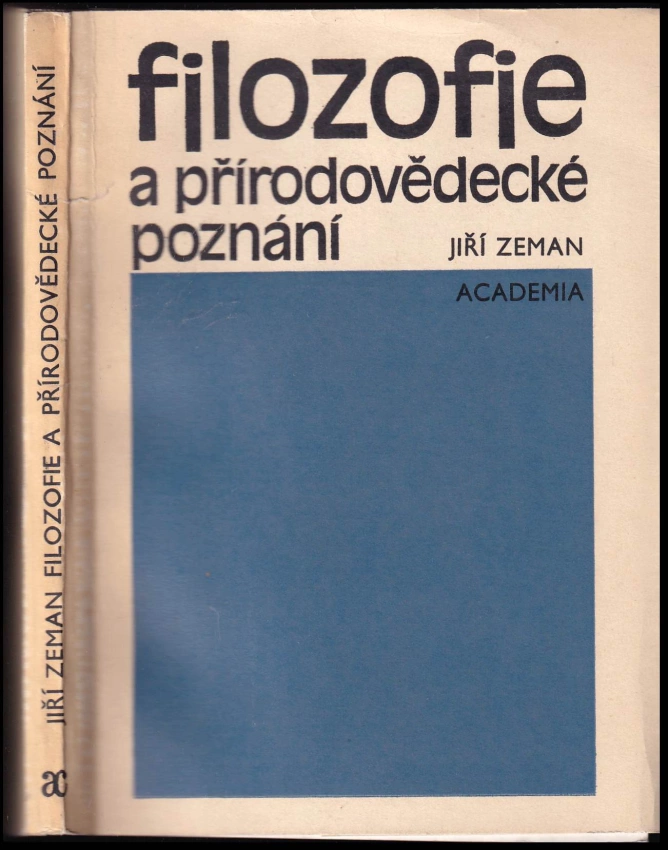 filozofie
a přírodovědecké
poznání
JIŘÍ ZEMAN
ACADEMIA
JIŘÍ ZEMAN FILOZOFIE A PŘÍRODOVĚDECKÉ POZNÁNÍ
ac